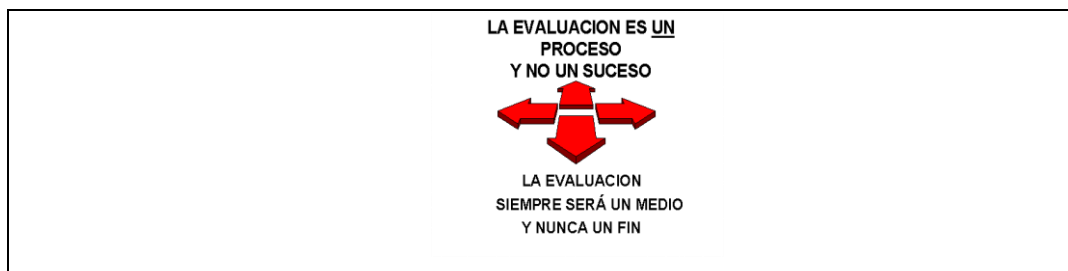 LA EVALUACION ES UN
PROCESO
Y NO UN SUCESO
LA EVALUACION
SIEMPRE SERÁ UN MEDIO
Y NUNCA UN FIN